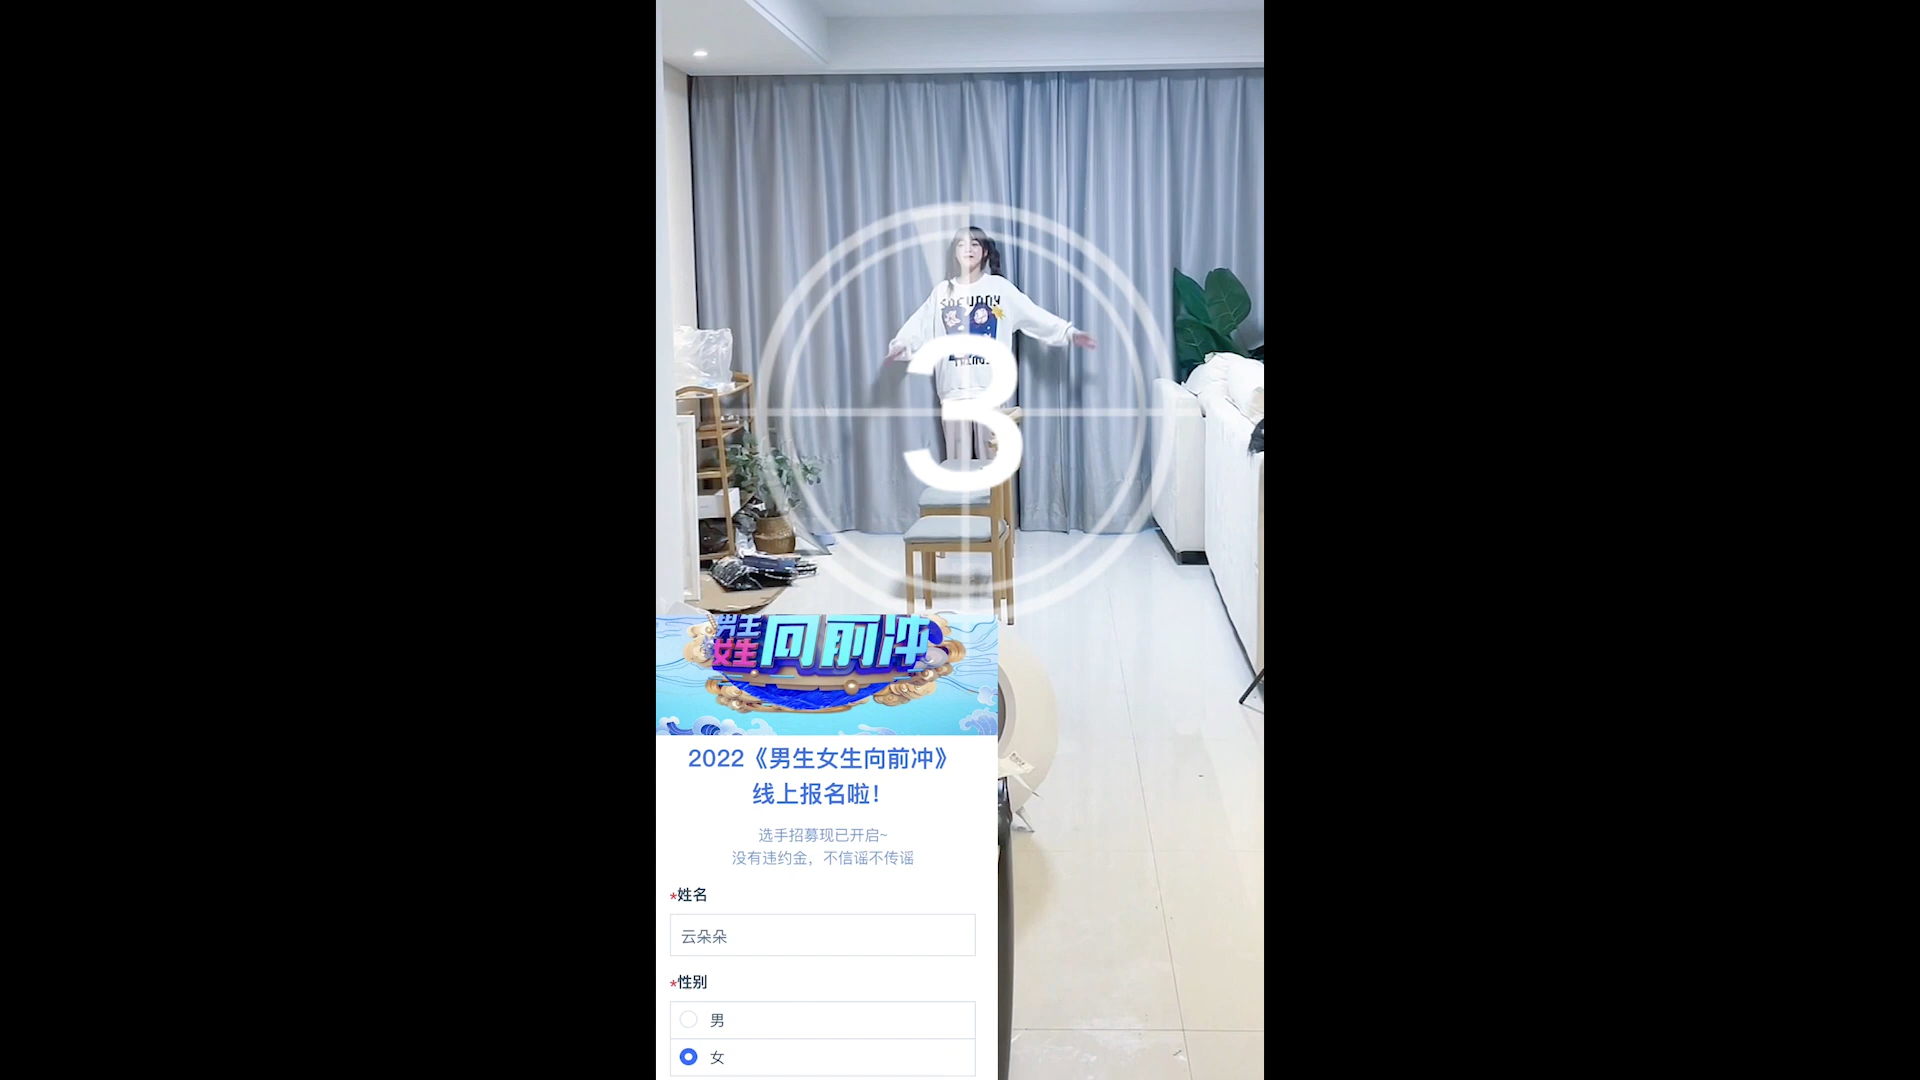 3
男生
女生
向前冲
2022《男生女生向前冲》
线上报名啦！
选手招募现已开启~
没有违约金，不信谣不传谣
*姓名
云朵朵
*性别
男
女